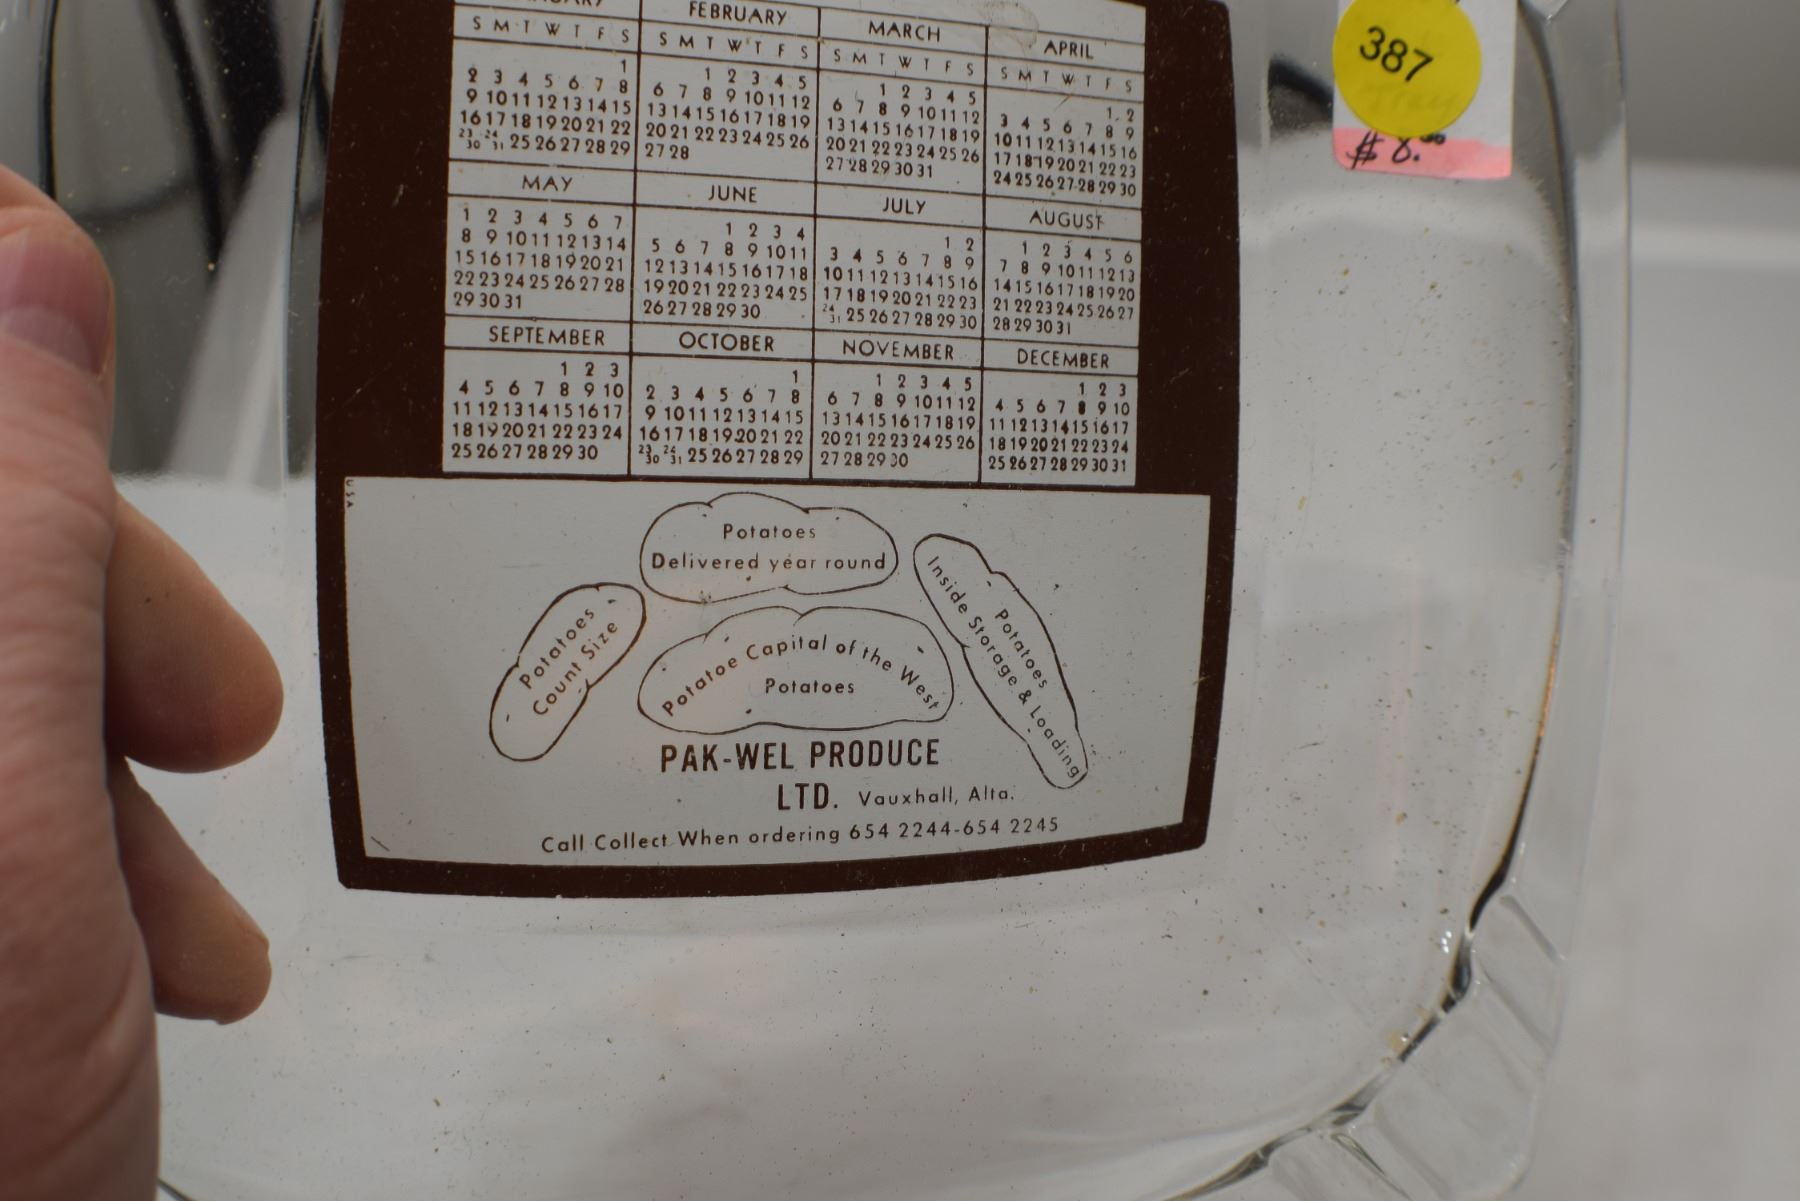 FEBRUARY
MARCH
APRIL
S M T W T F S
S M T W T F S
S M T W T F S
S M T W T F S
1
2 3 4 5 6 7 8
9 10 11 12 13 14 15
16 17 18 19 20 21 22
23/30 24/31 25 26 27 28 29
1 2 3 4 5
6 7 8 9 10 11 12
13 14 15 16 17 18 19
20 21 22 23 24 25 26
27 28
1 2 3 4 5
6 7 8 9 10 11 12
13 14 15 16 17 18 19
20 21 22 23 24 25 26
27 28 29 30 31
1 2
3 4 5 6 7 8 9
10 11 12 13 14 15 16
17 18 19 20 21 22 23
24 25 26 27 28 29 30
MAY
JUNE
JULY
AUGUST
1 2 3 4 5 6 7
8 9 10 11 12 13 14
15 16 17 18 19 20 21
22 23 24 25 26 27 28
29 30 31
1 2 3 4
5 6 7 8 9 10 11
12 13 14 15 16 17 18
19 20 21 22 23 24 25
26 27 28 29 30
1 2
3 4 5 6 7 8 9
10 11 12 13 14 15 16
17 18 19 20 21 22 23
24/31 25 26 27 28 29 30
1 2 3 4 5 6
7 8 9 10 11 12 13
14 15 16 17 18 19 20
21 22 23 24 25 26 27
28 29 30 31
SEPTEMBER
OCTOBER
NOVEMBER
DECEMBER
1 2 3
4 5 6 7 8 9 10
11 12 13 14 15 16 17
18 19 20 21 22 23 24
25 26 27 28 29 30
1
2 3 4 5 6 7 8
9 10 11 12 13 14 15
16 17 18 19 20 21 22
23/30 24/31 25 26 27 28 29
1 2 3 4 5
6 7 8 9 10 11 12
13 14 15 16 17 18 19
20 21 22 23 24 25 26
27 28 29 30
1 2 3
4 5 6 7 8 9 10
11 12 13 14 15 16 17
18 19 20 21 22 23 24
25 26 27 28 29 30 31
USA
Potatoes
Delivered year round
Potatoes
Count Size
Potatoe Capital of the West
Potatoes
Potatoes
Inside Storage & Loading
PAK-WEL PRODUCE
LTD. Vauxhall, Alta.
Call Collect When ordering 654 2244-654 2245
387